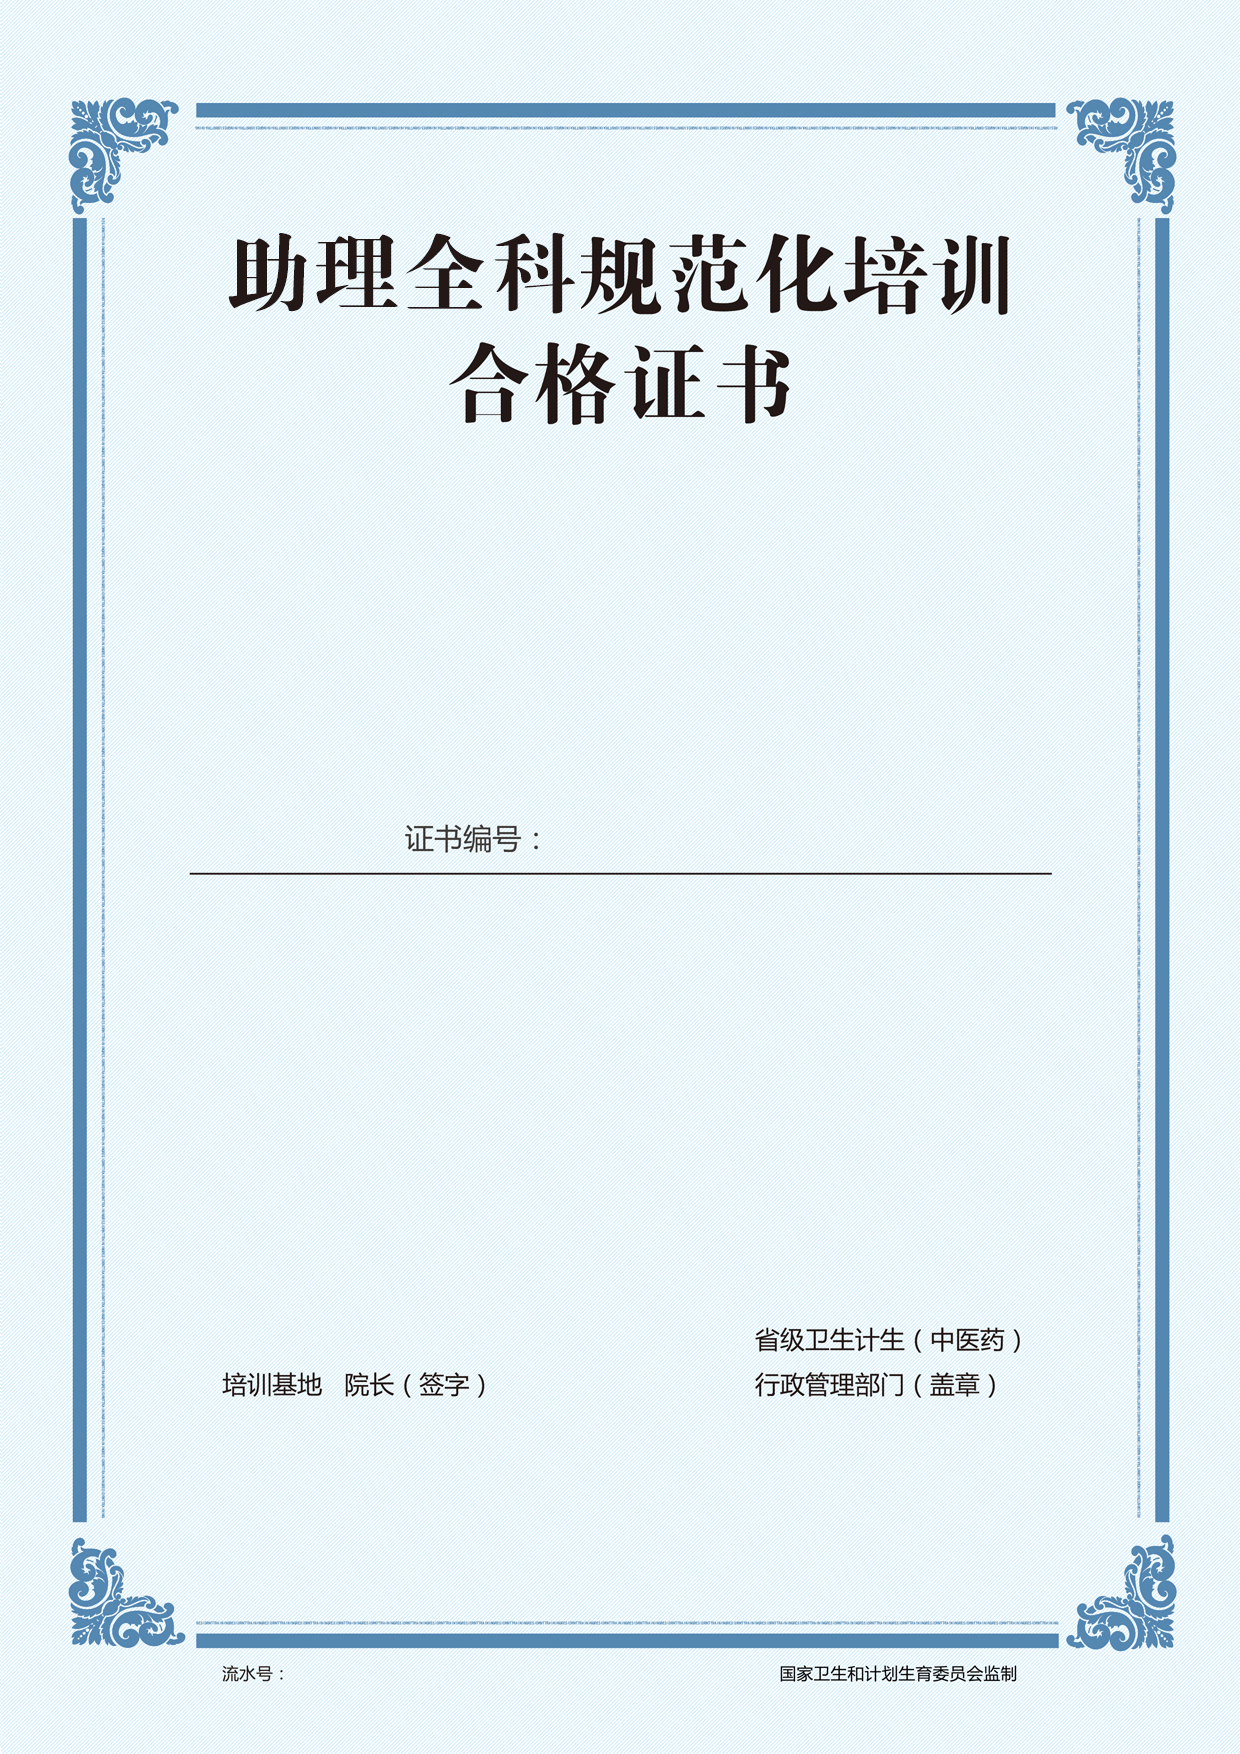 助理全科规范化培训
合格证书
证书编号：
省级卫生计生（中医药）
培训基地 院长（签字） 行政管理部门（盖章）
流水号： 国家卫生和计划生育委员会监制